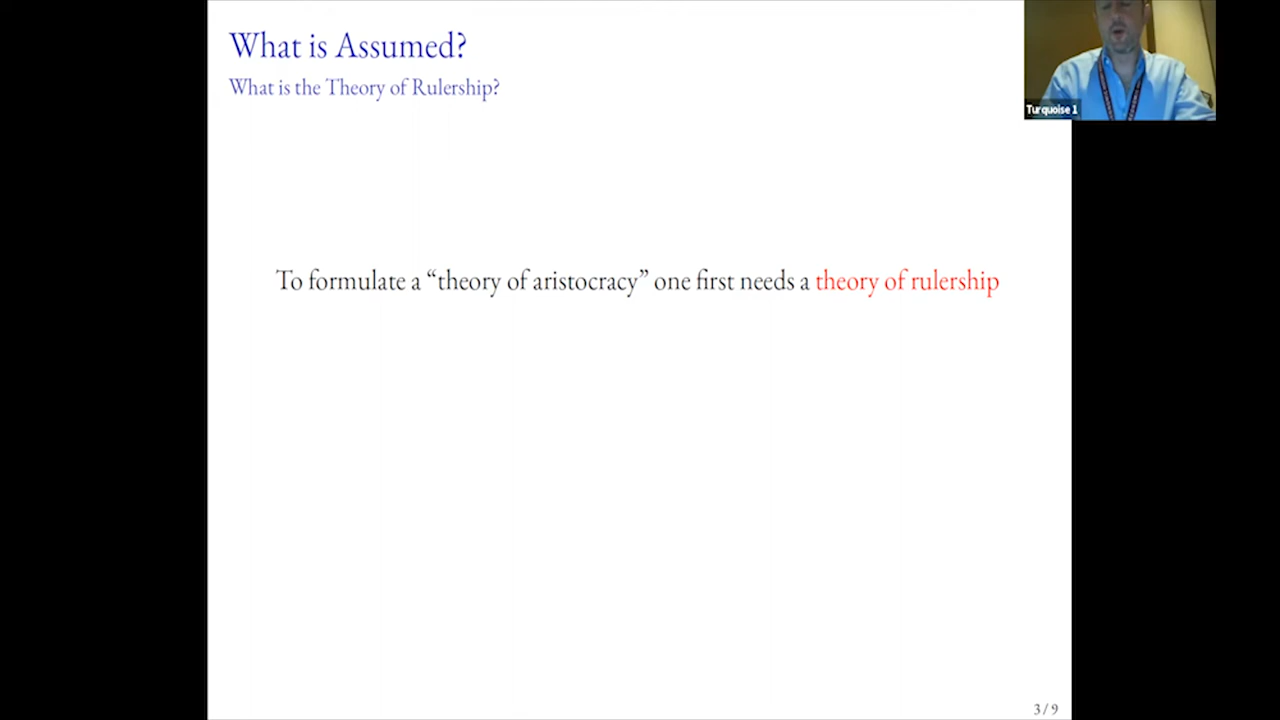 What is Assumed?
What is the Theory of Rulership?
Turquoise 1
To formulate a “theory of aristocracy” one first needs a theory of rulership
3 / 9